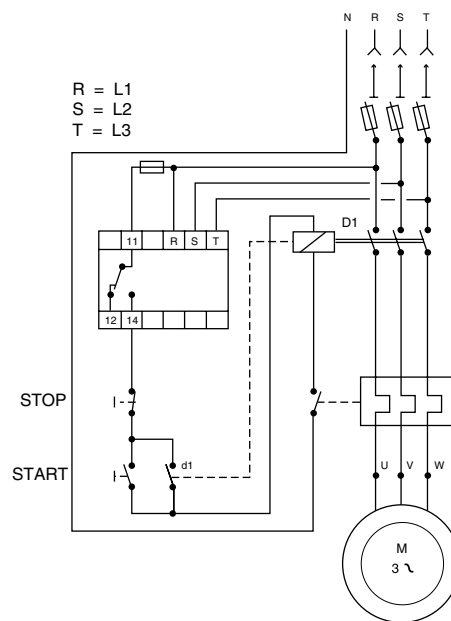 N R S T
R = L1
S = L2
T = L3
D1
11 R S T
12 14
STOP
START
d1
U V W
M
3